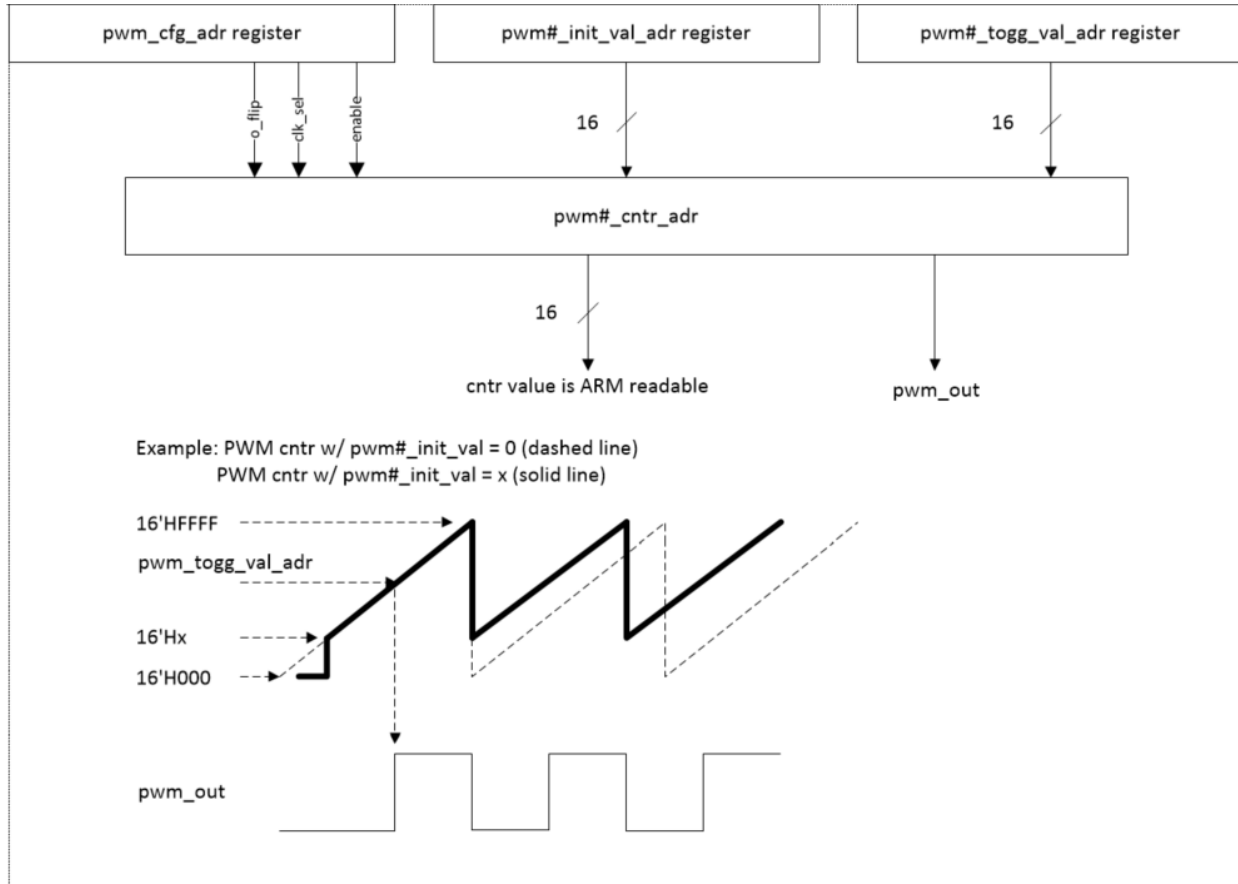 pwm_cfg_adr register
pwm#_init_val_adr register
pwm#_togg_val_adr register
o_flip
clk_sel
enable
16
16
pwm#_cntr_adr
16
cntr value is ARM readable
pwm_out
Example: PWM cntr w/ pwm#_init_val = 0 (dashed line)
PWM cntr w/ pwm#_init_val = x (solid line)
16'HFFFF
pwm_togg_val_adr
16'Hx
16'H000
pwm_out